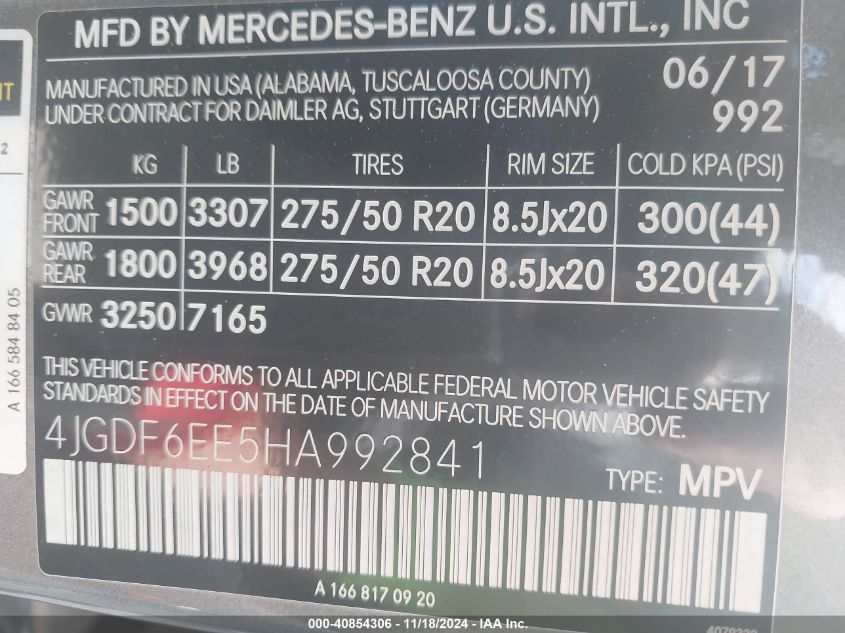 MFD BY MERCEDES-BENZ U.S. INTL., INC
MANUFACTURED IN USA (ALABAMA, TUSCALOOSA COUNTY) 06/17
UNDER CONTRACT FOR DAIMLER AG, STUTTGART (GERMANY) 992
KG LB TIRES RIM SIZE COLD KPA (PSI)
GAWR FRONT 1500 3307 275/50 R20 8.5Jx20 300(44)
GAWR REAR 1800 3968 275/50 R20 8.5Jx20 320(47)
GVWR 3250 7165
THIS VEHICLE CONFORMS TO ALL APPLICABLE FEDERAL MOTOR VEHICLE SAFETY
STANDARDS IN EFFECT ON THE DATE OF MANUFACTURE SHOWN ABOVE.
4JGDF6EE5HA992841
TYPE: MPV
A 166 817 09 20
A 166 584 84 05
000-40854306 - 11/18/2024 - IAA Inc.